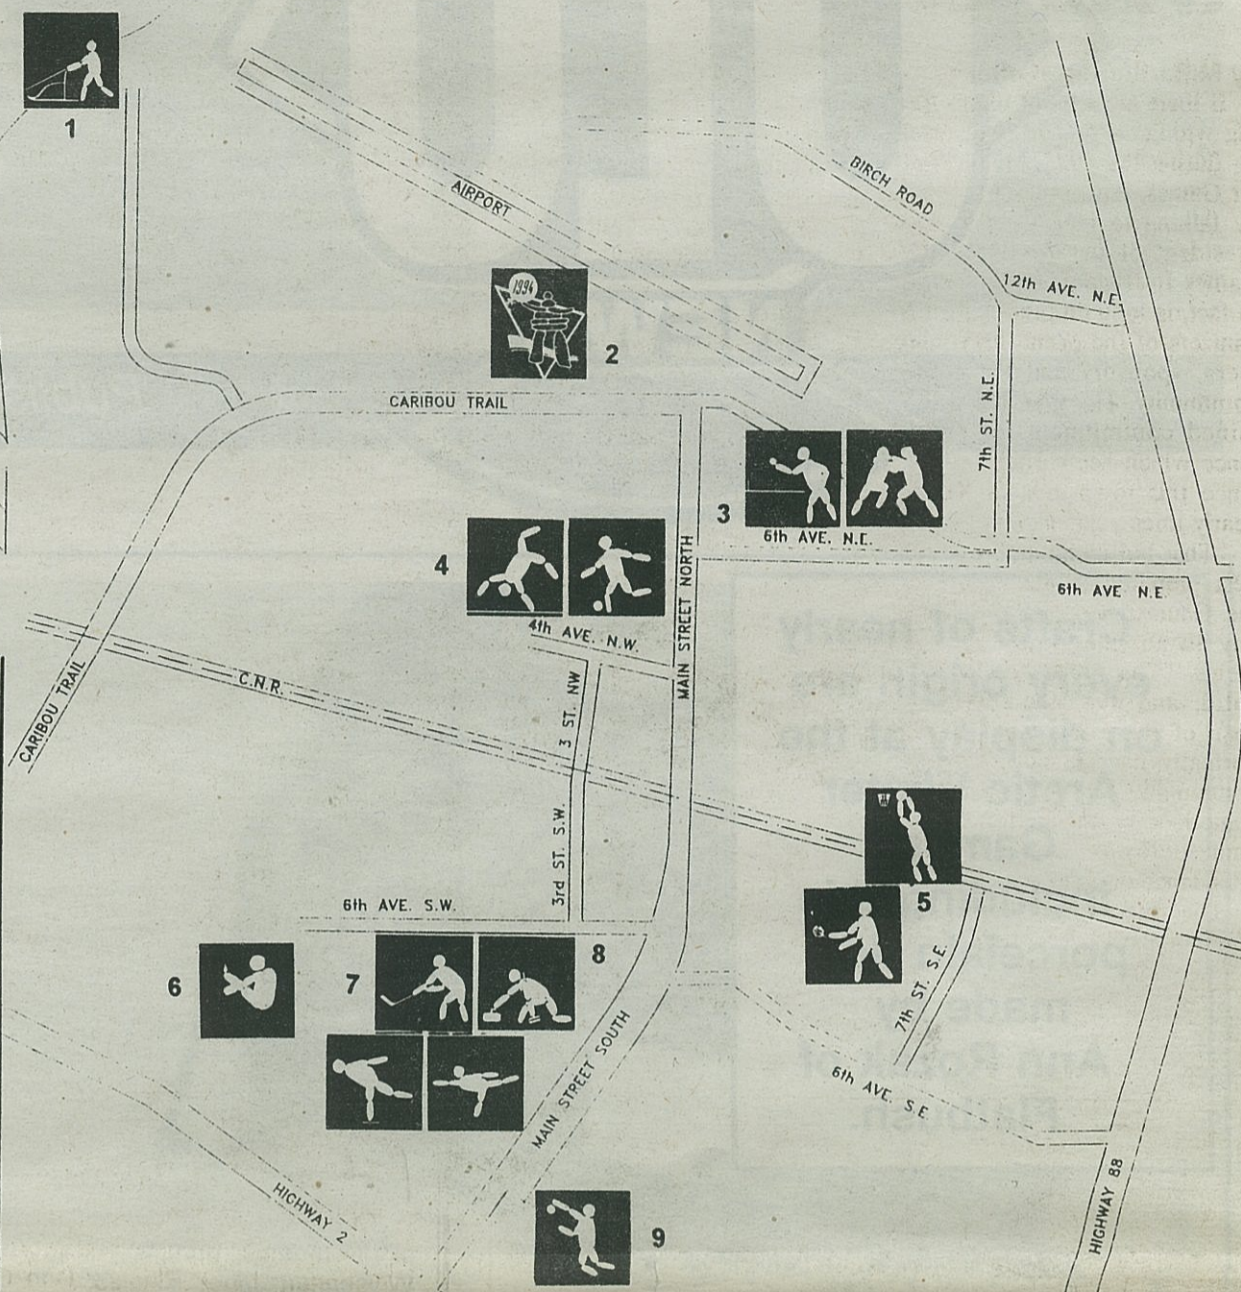 1
AIRPORT
BIRCH ROAD
12th AVE. N.E.
1994
2
CARIBOU TRAIL
7th ST. N.E.
3
6th AVE. N.E.
4
MAIN STREET NORTH
6th AVE N.E.
4th AVE. N.W.
C.N.R.
3 ST. NW
CARIBOU TRAIL
3rd ST. S.W.
5
6th AVE. S.W.
6
7
8
7th ST. S.E.
MAIN STREET SOUTH
6th AVE S.E.
HIGHWAY 2
HIGHWAY 88
9